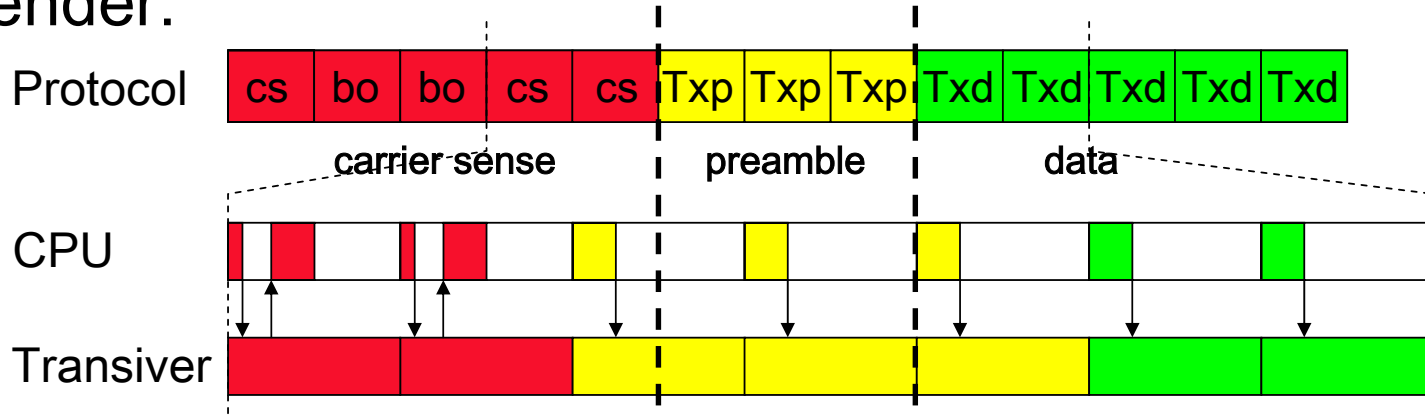 ender:
Protocol cs bo bo cs cs Txp Txp Txp Txd Txd Txd Txd Txd
carrier sense preamble data
CPU
Transiver